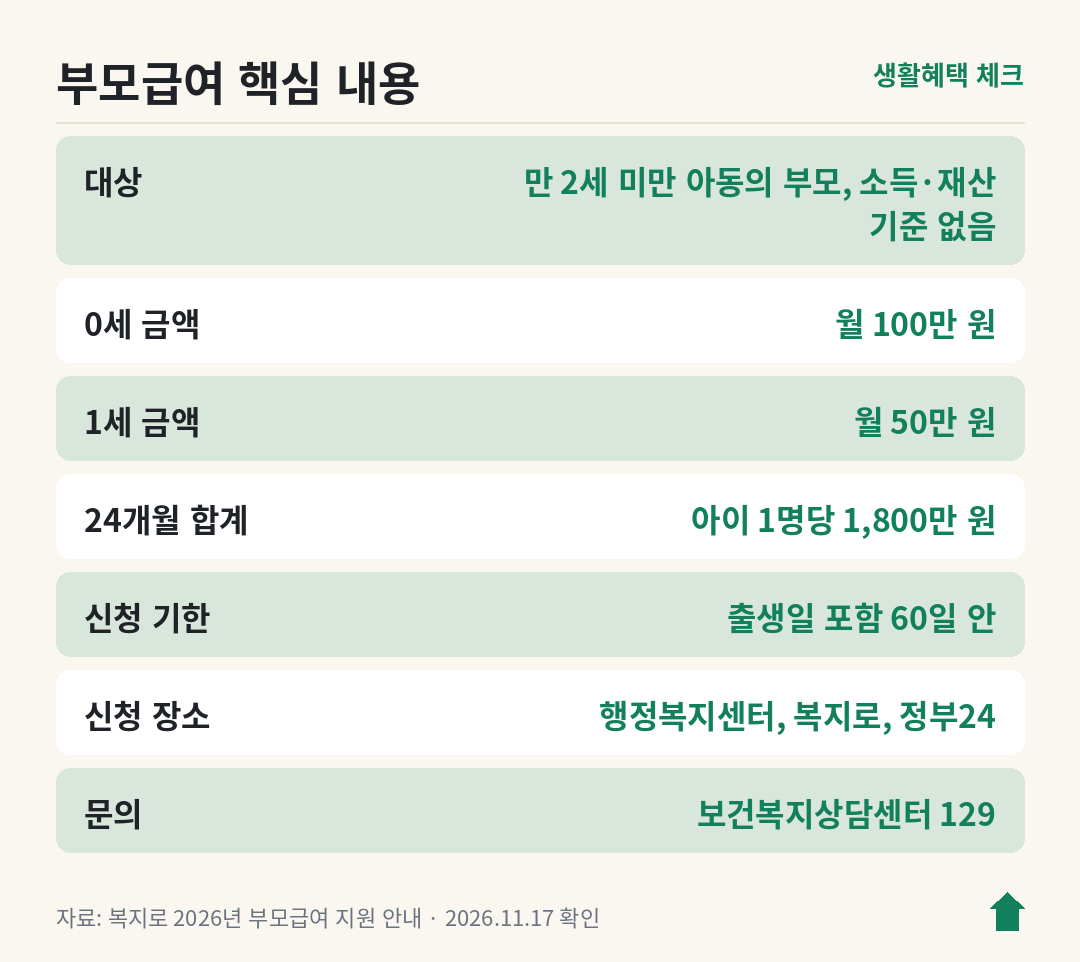 부모급여 핵심 내용
생활혜택 체크
대상
만 2세 미만 아동의 부모, 소득·재산
기준 없음
0세 금액
월 100만 원
1세 금액
월 50만 원
24개월 합계
아이 1명당 1,800만 원
신청 기한
출생일 포함 60일 안
신청 장소
행정복지센터, 복지로, 정부24
문의
보건복지상담센터 129
자료: 복지로 2026년 부모급여 지원 안내 · 2026.11.17 확인